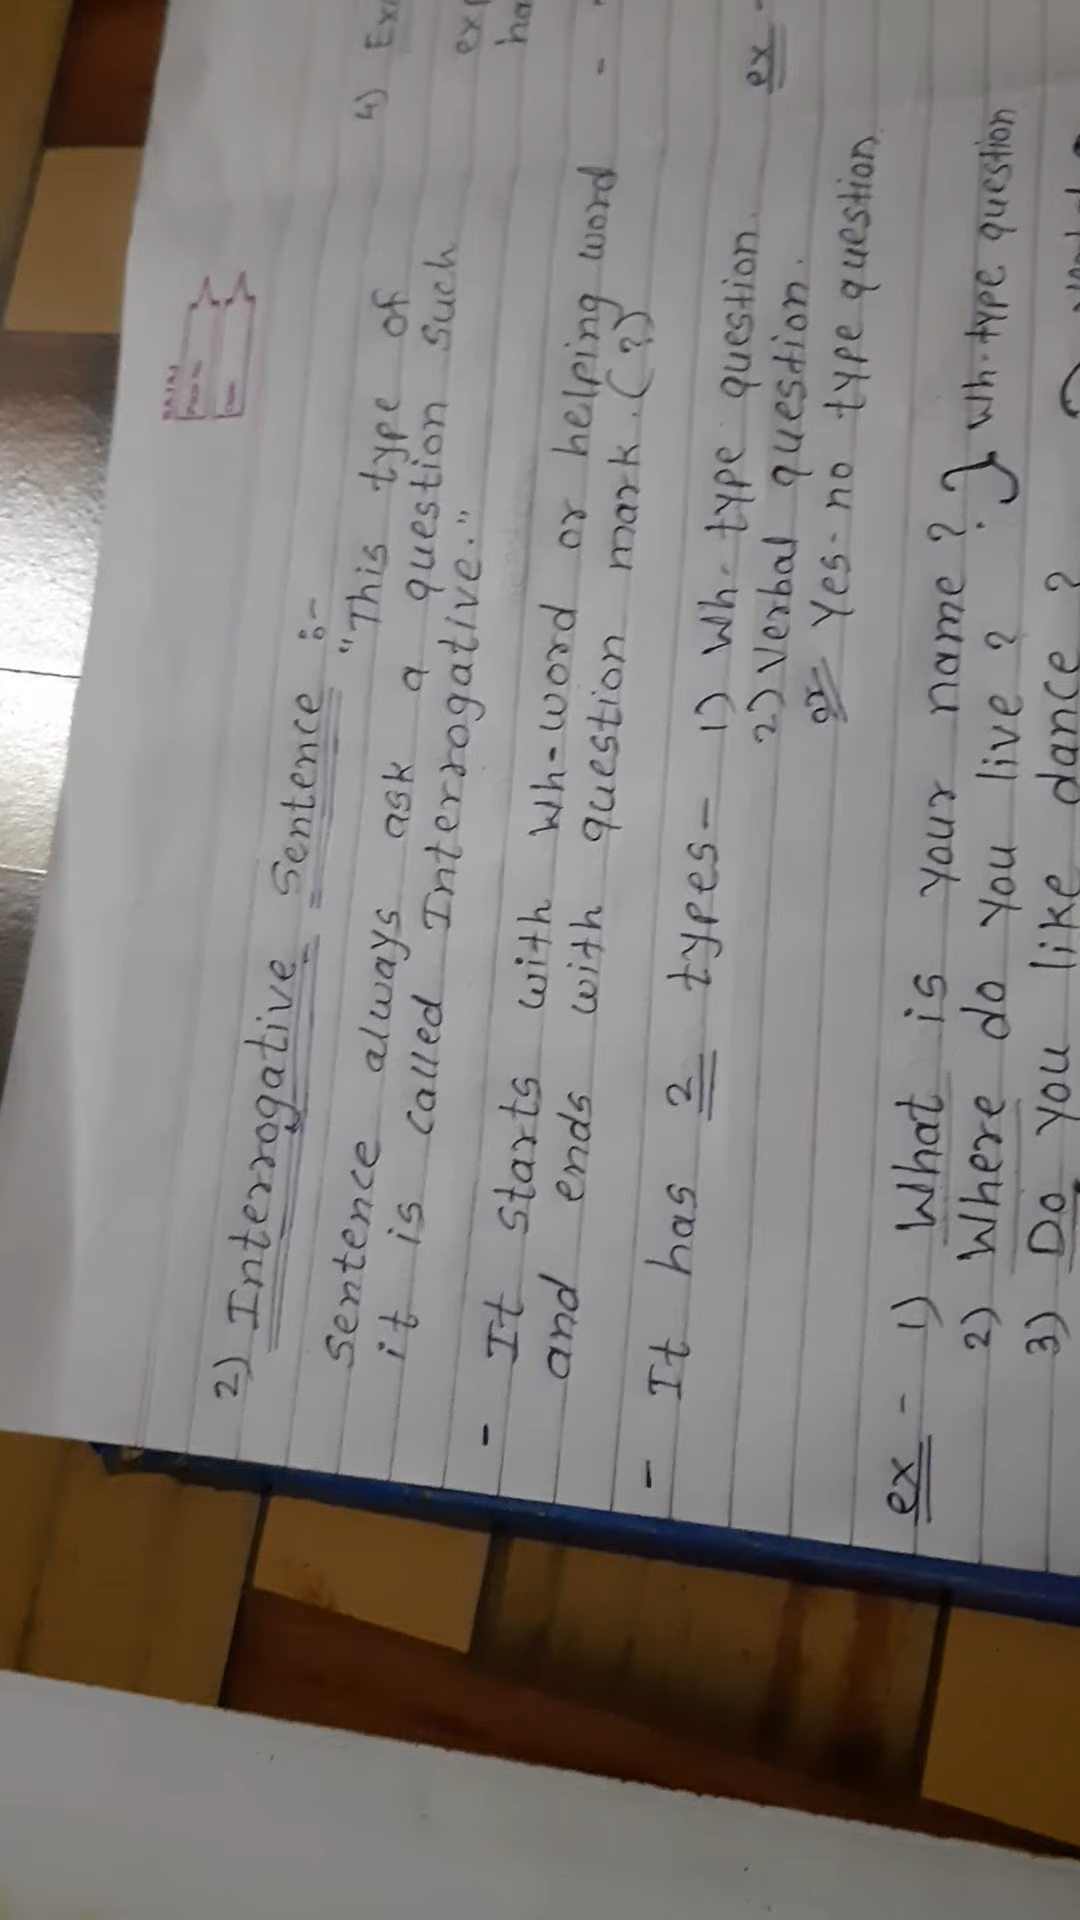 2) Interrogative Sentence :-
"This type of
Sentence always ask a question Such
it is called Interrogative."
- It starts with Wh-word or helping word
and ends with question mark. (?)
- It has 2 types- 1) Wh. type question.
2) Verbal question.
or Yes-no type question
ex - 1) What is your name ? } Wh.type question
2) Where do you live ?
3) Do you like dance ?
4)
ex